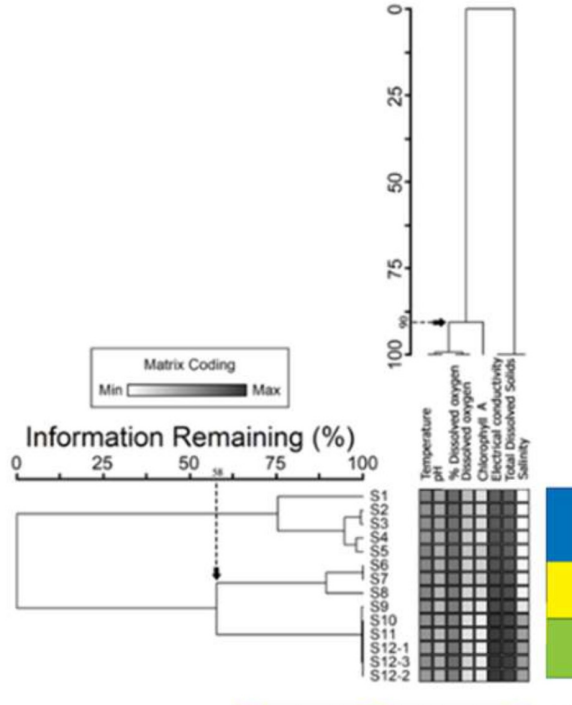 0
25
50
75
90
100
Matrix Coding
Min Max
Information Remaining (%)
0 25 50 58 75 100
Temperature
pH
% Dissolved oxygen
Dissolved oxygen
Chlorophyll A
Electrical conductivity
Total Dissolved Solids
Salinity
S1
S2
S3
S4
S5
S6
S7
S8
S9
S10
S11
S12-1
S12-3
S12-2